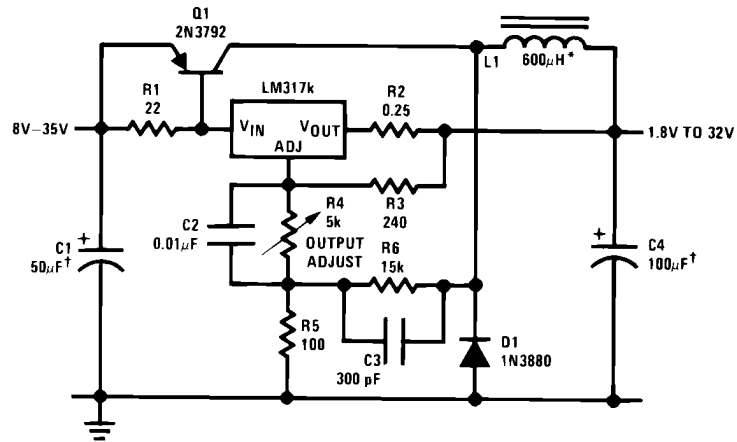 Q1
2N3792
L1
600μH*
R1
22
LM317k
R2
0.25
8V–35V
VIN
VOUT
ADJ
1.8V TO 32V
C2
0.01μF
R4
5k
OUTPUT
ADJUST
R3
240
C1
+
50μF†
R6
15k
+
C4
100μF†
R5
100
C3
300 pF
D1
1N3880